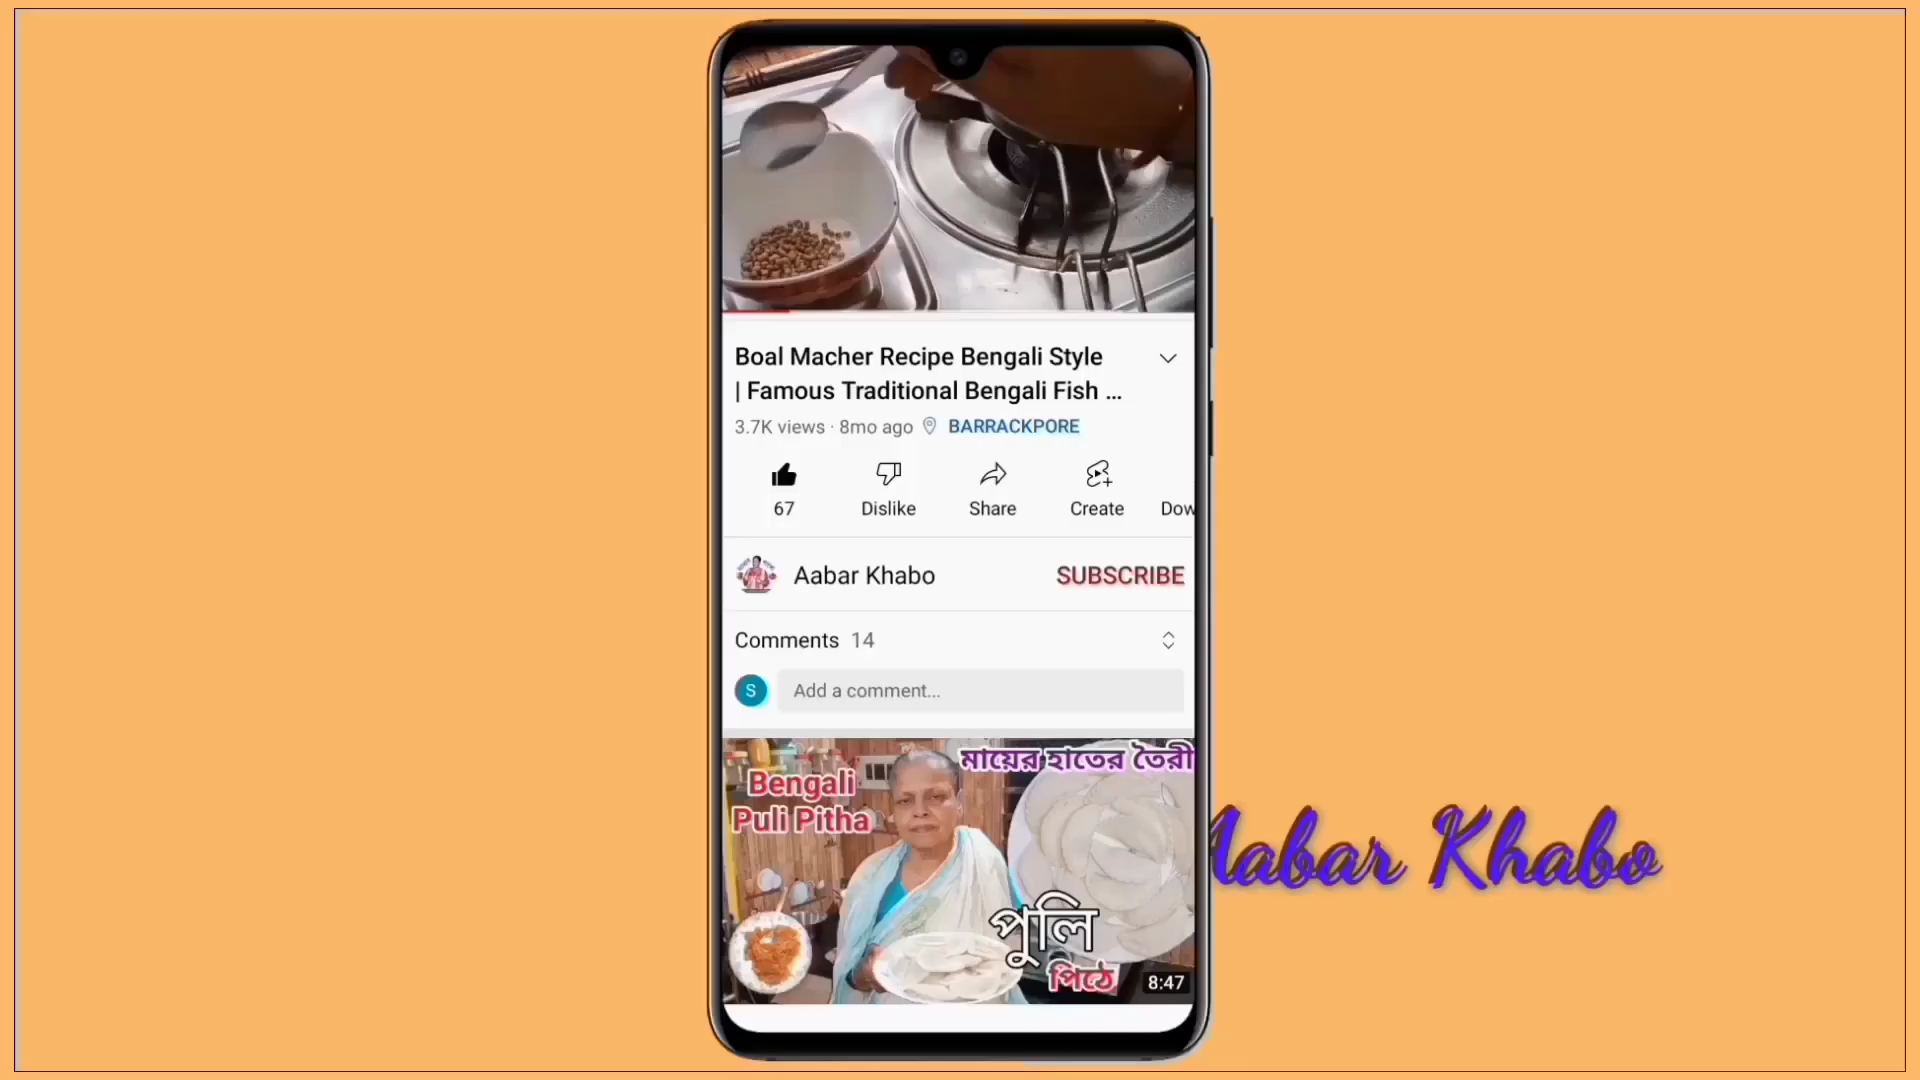 Boal Macher Recipe Bengali Style
| Famous Traditional Bengali Fish ...
3.7K views · 8mo ago BARRACKPORE
67 Dislike Share Create Dow
Aabar Khabo SUBSCRIBE
Comments 14
S Add a comment...
মায়ের হাতের তৈরী
Bengali
Puli Pitha
পুলি
পিঠে
8:47
Aabar Khabo